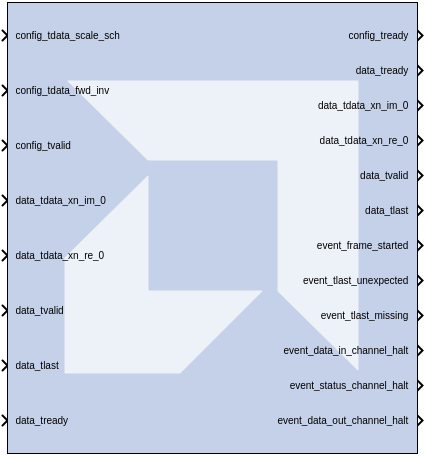 config_tdata_scale_sch
config_tdata_fwd_inv
config_tvalid
data_tdata_xn_im_0
data_tdata_xn_re_0
data_tvalid
data_tlast
data_tready
config_tready
data_tready
data_tdata_xn_im_0
data_tdata_xn_re_0
data_tvalid
data_tlast
event_frame_started
event_tlast_unexpected
event_tlast_missing
event_data_in_channel_halt
event_status_channel_halt
event_data_out_channel_halt